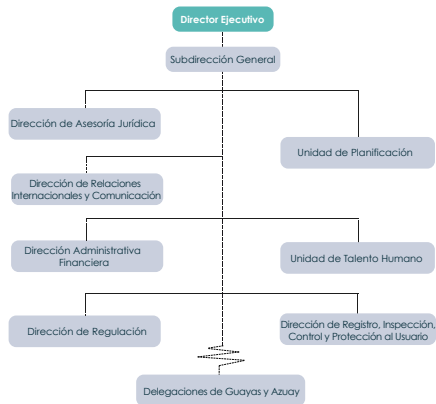 Director Ejecutivo
Subdirección General
Dirección de Asesoría Jurídica
Unidad de Planificación
Dirección de Relaciones
Internacionales y Comunicación
Dirección Administrativa
Financiera
Unidad de Talento Humano
Dirección de Regulación
Dirección de Registro, Inspección,
Control y Protección al Usuario
Delegaciones de Guayas y Azuay